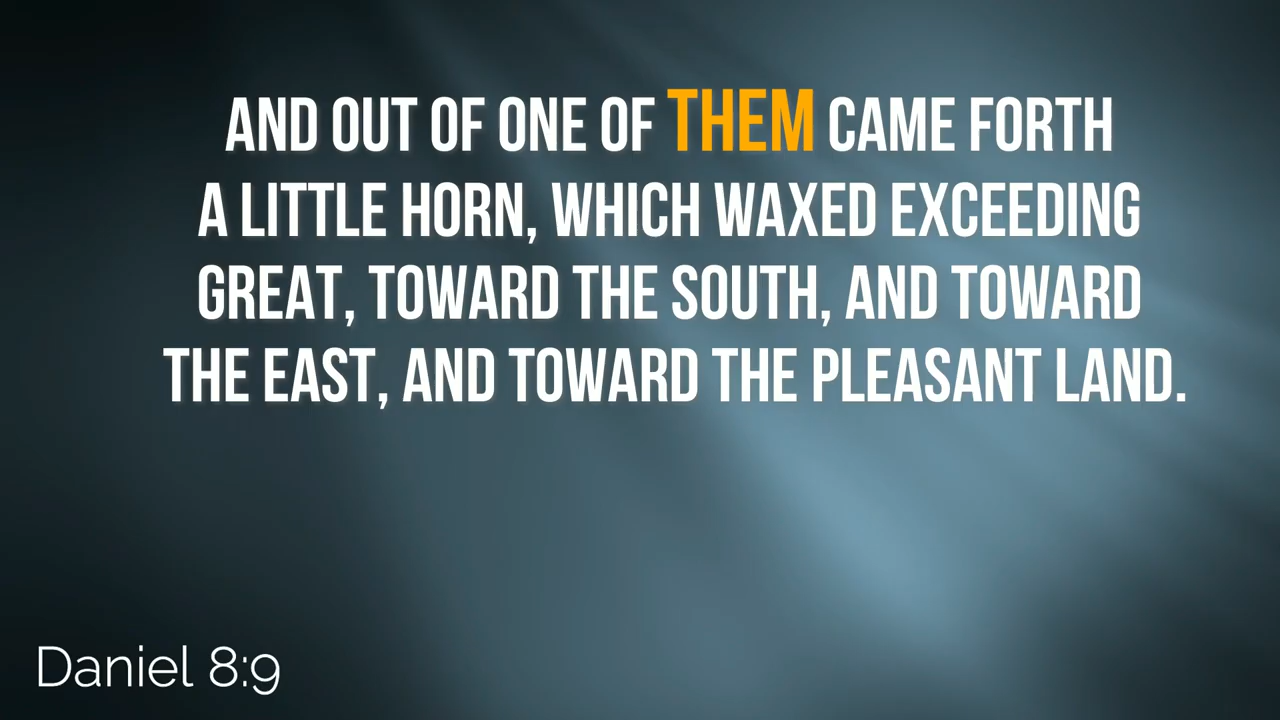 AND OUT OF ONE OF THEM CAME FORTH
A LITTLE HORN, WHICH WAXED EXCEEDING
GREAT, TOWARD THE SOUTH, AND TOWARD
THE EAST, AND TOWARD THE PLEASANT LAND.
Daniel 8:9